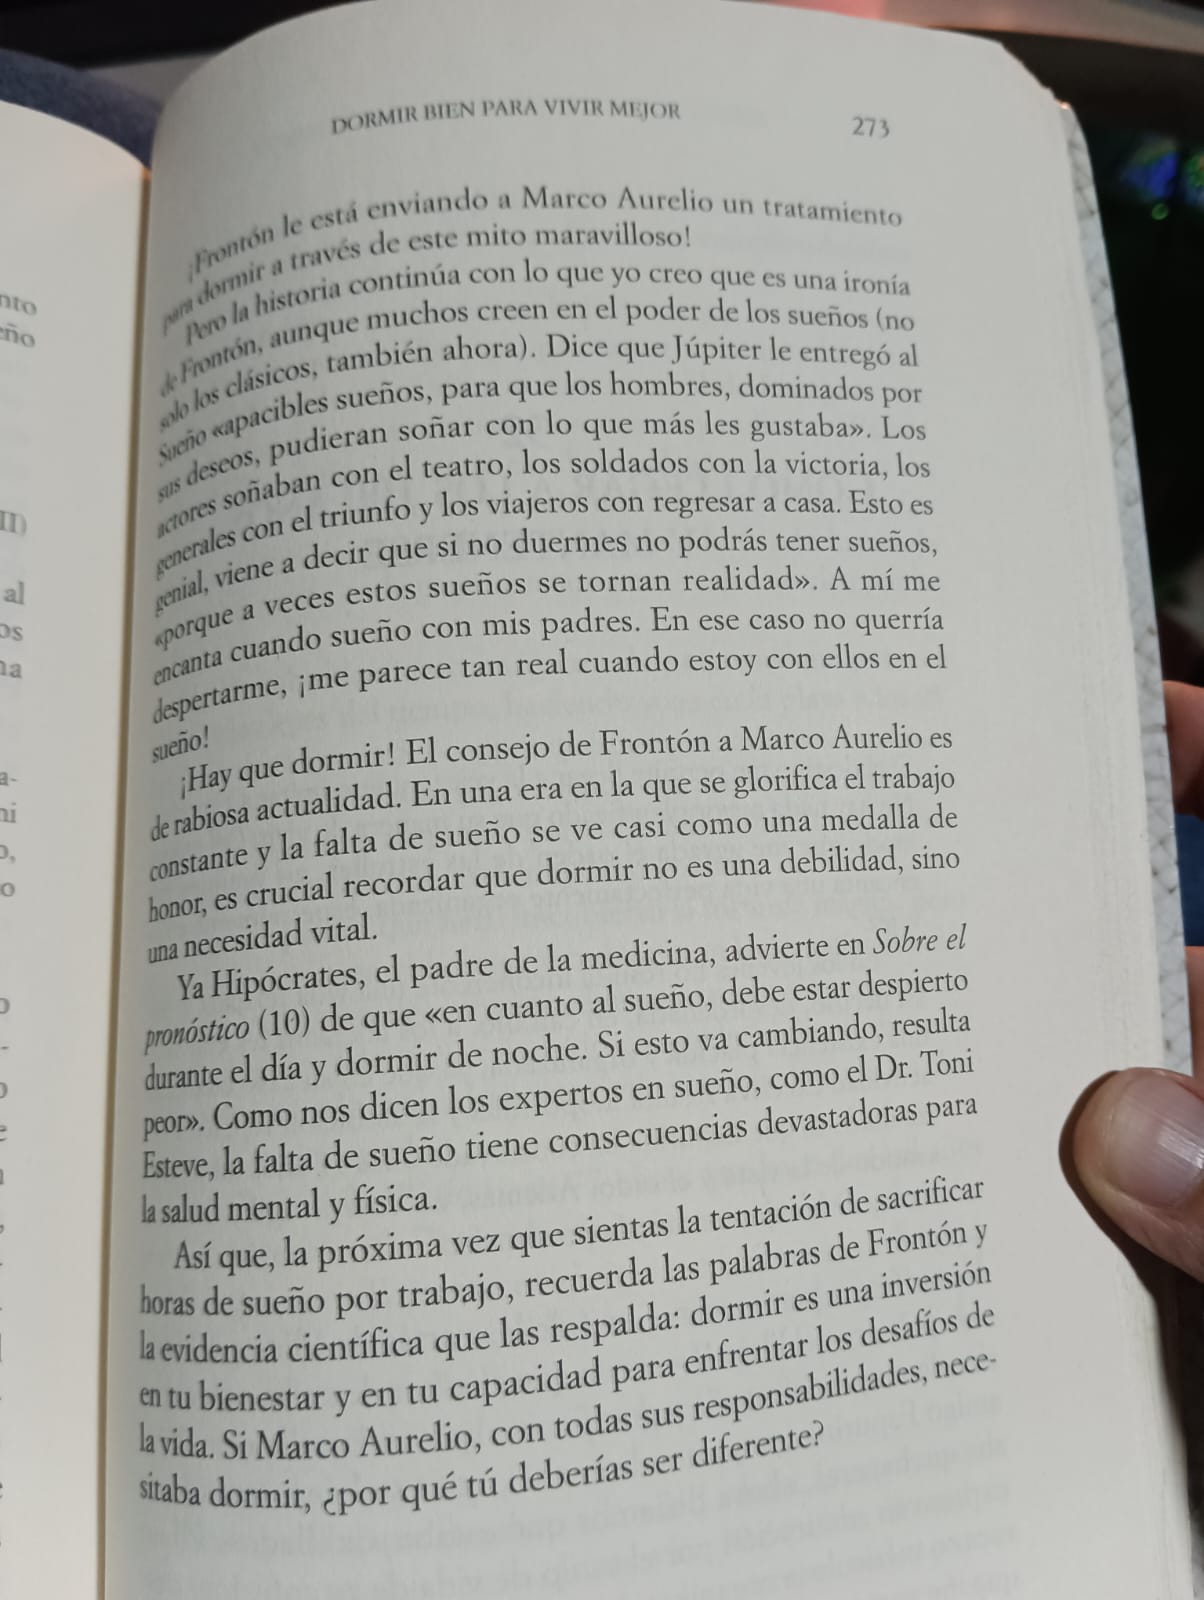 DORMIR BIEN PARA VIVIR MEJOR
273
¡Frontón le está enviando a Marco Aurelio un tratamiento
para dormir a través de este mito maravilloso!
Pero la historia continúa con lo que yo creo que es una ironía
de Frontón, aunque muchos creen en el poder de los sueños (no
solo los clásicos, también ahora). Dice que Júpiter le entregó al
Sueño «apacibles sueños, para que los hombres, dominados por
sus deseos, pudieran soñar con lo que más les gustaba». Los
actores soñaban con el teatro, los soldados con la victoria, los
generales con el triunfo y los viajeros con regresar a casa. Esto es
genial, viene a decir que si no duermes no podrás tener sueños,
«porque a veces estos sueños se tornan realidad». A mí me
encanta cuando sueño con mis padres. En ese caso no querría
despertarme, ¡me parece tan real cuando estoy con ellos en el
sueño!
¡Hay que dormir! El consejo de Frontón a Marco Aurelio es
de rabiosa actualidad. En una era en la que se glorifica el trabajo
constante y la falta de sueño se ve casi como una medalla de
honor, es crucial recordar que dormir no es una debilidad, sino
una necesidad vital.
Ya Hipócrates, el padre de la medicina, advierte en Sobre el
pronóstico (10) de que «en cuanto al sueño, debe estar despierto
durante el día y dormir de noche. Si esto va cambiando, resulta
peor». Como nos dicen los expertos en sueño, como el Dr. Toni
Esteve, la falta de sueño tiene consecuencias devastadoras para
la salud mental y física.
Así que, la próxima vez que sientas la tentación de sacrificar
horas de sueño por trabajo, recuerda las palabras de Frontón y
la evidencia científica que las respalda: dormir es una inversión
en tu bienestar y en tu capacidad para enfrentar los desafíos de
la vida. Si Marco Aurelio, con todas sus responsabilidades, nece-
sitaba dormir, ¿por qué tú deberías ser diferente?